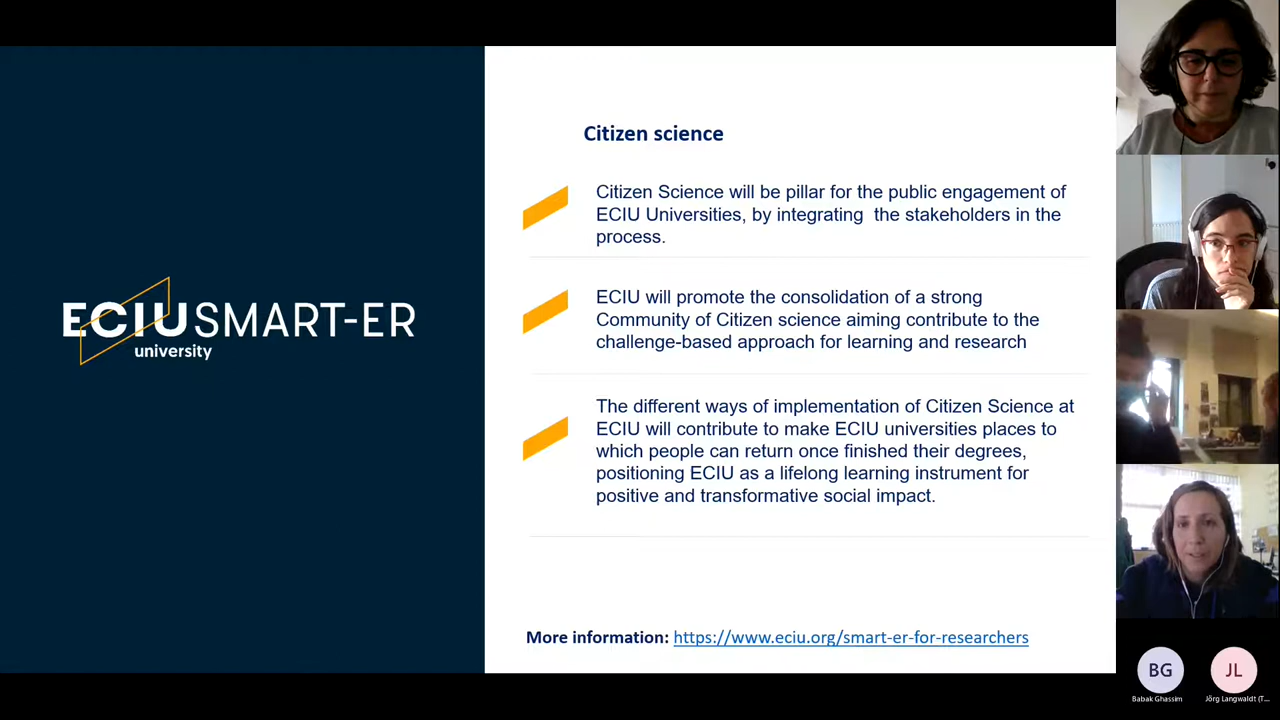 Citizen science
Citizen Science will be pillar for the public engagement of
ECIU Universities, by integrating the stakeholders in the
process.
ECIU will promote the consolidation of a strong
Community of Citizen science aiming contribute to the
challenge-based approach for learning and research
The different ways of implementation of Citizen Science at
ECIU will contribute to make ECIU universities places to
which people can return once finished their degrees,
positioning ECIU as a lifelong learning instrument for
positive and transformative social impact.
More information: https://www.eciu.org/smart-er-for-researchers
ECIUSMART-ER
university
BG
Babak Ghassim
JL
Jörg Langwaldt (T...